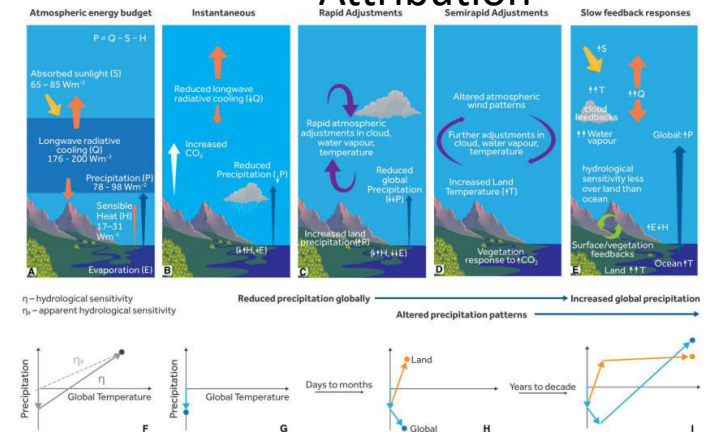 Attribution
Atmospheric energy budget
P = Q – S – H
Absorbed sunlight (S)
65 – 85 Wm⁻²
Longwave radiative
cooling (Q)
176 - 200 Wm⁻²
Precipitation (P)
78 – 98 Wm⁻²
Sensible
Heat (H)
17–31
Wm⁻²
Evaporation (E)
A
Instantaneous
Reduced longwave
radiative cooling (↓Q)
Increased
CO₂
Reduced
Precipitation (↓P)
(↓↑H,↓E)
B
Rapid Adjustments
Rapid atmospheric
adjustments in cloud,
water vapour,
temperature
Reduced
global
Precipitation
(↓↓P)
Increased land
precipitation(↑P)
(↓↑H,↓↓E)
C
Semirapid Adjustments
Altered atmospheric
wind patterns
Further adjustments in
cloud, water vapour,
temperature
Increased Land
Temperature (↑T)
Vegetation
response to ↑CO₂
D
Slow feedback responses
↑S
↑↑T
↑↑Q
cloud
feedbacks
↑↑Water
vapour
Global:↑P
hydrological
sensitivity less
over land than
ocean
↑E↓H
Surface/vegetation
feedbacks
Ocean↑T
Land ↑↑T
E
η – hydrological sensitivity
ηₐ – apparent hydrological sensitivity
Reduced precipitation globally
Increased global precipitation
Altered precipitation patterns
Precipitation
ηₐ
η
Global Temperature
F
Precipitation
Global Temperature
G
Days to months
Land
Global
H
Years to decade
I